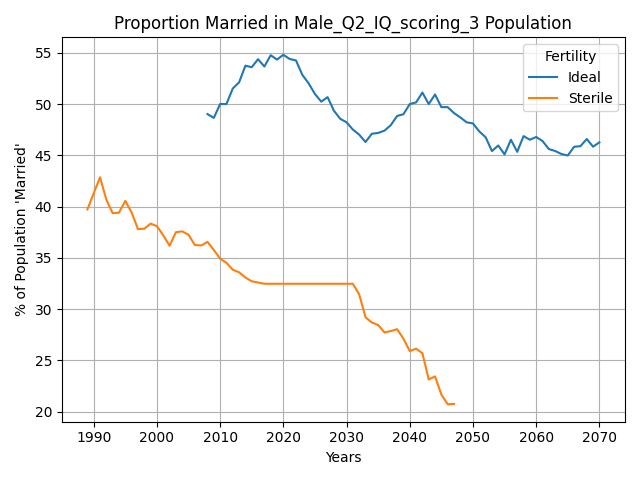 Proportion Married in Male_Q2_IQ_scoring_3 Population
% of Population 'Married'
55
50
45
40
35
30
25
20
Fertility
Ideal
Sterile
1990 2000 2010 2020 2030 2040 2050 2060 2070
Years